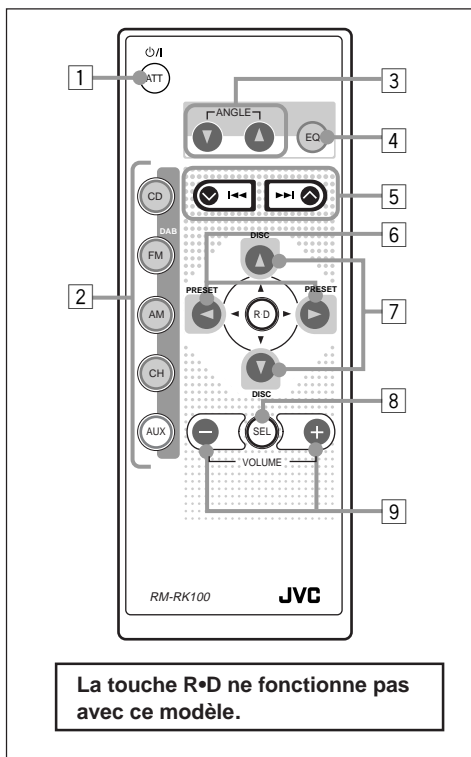 ⏻/I
1
ATT
3
ANGLE
EQ
4
5
CD
DISC
6
DAB
FM
PRESET
PRESET
2
R·D
7
AM
CH
DISC
8
AUX
SEL
VOLUME
9
RM-RK100
JVC
La touche R•D ne fonctionne pas
avec ce modèle.